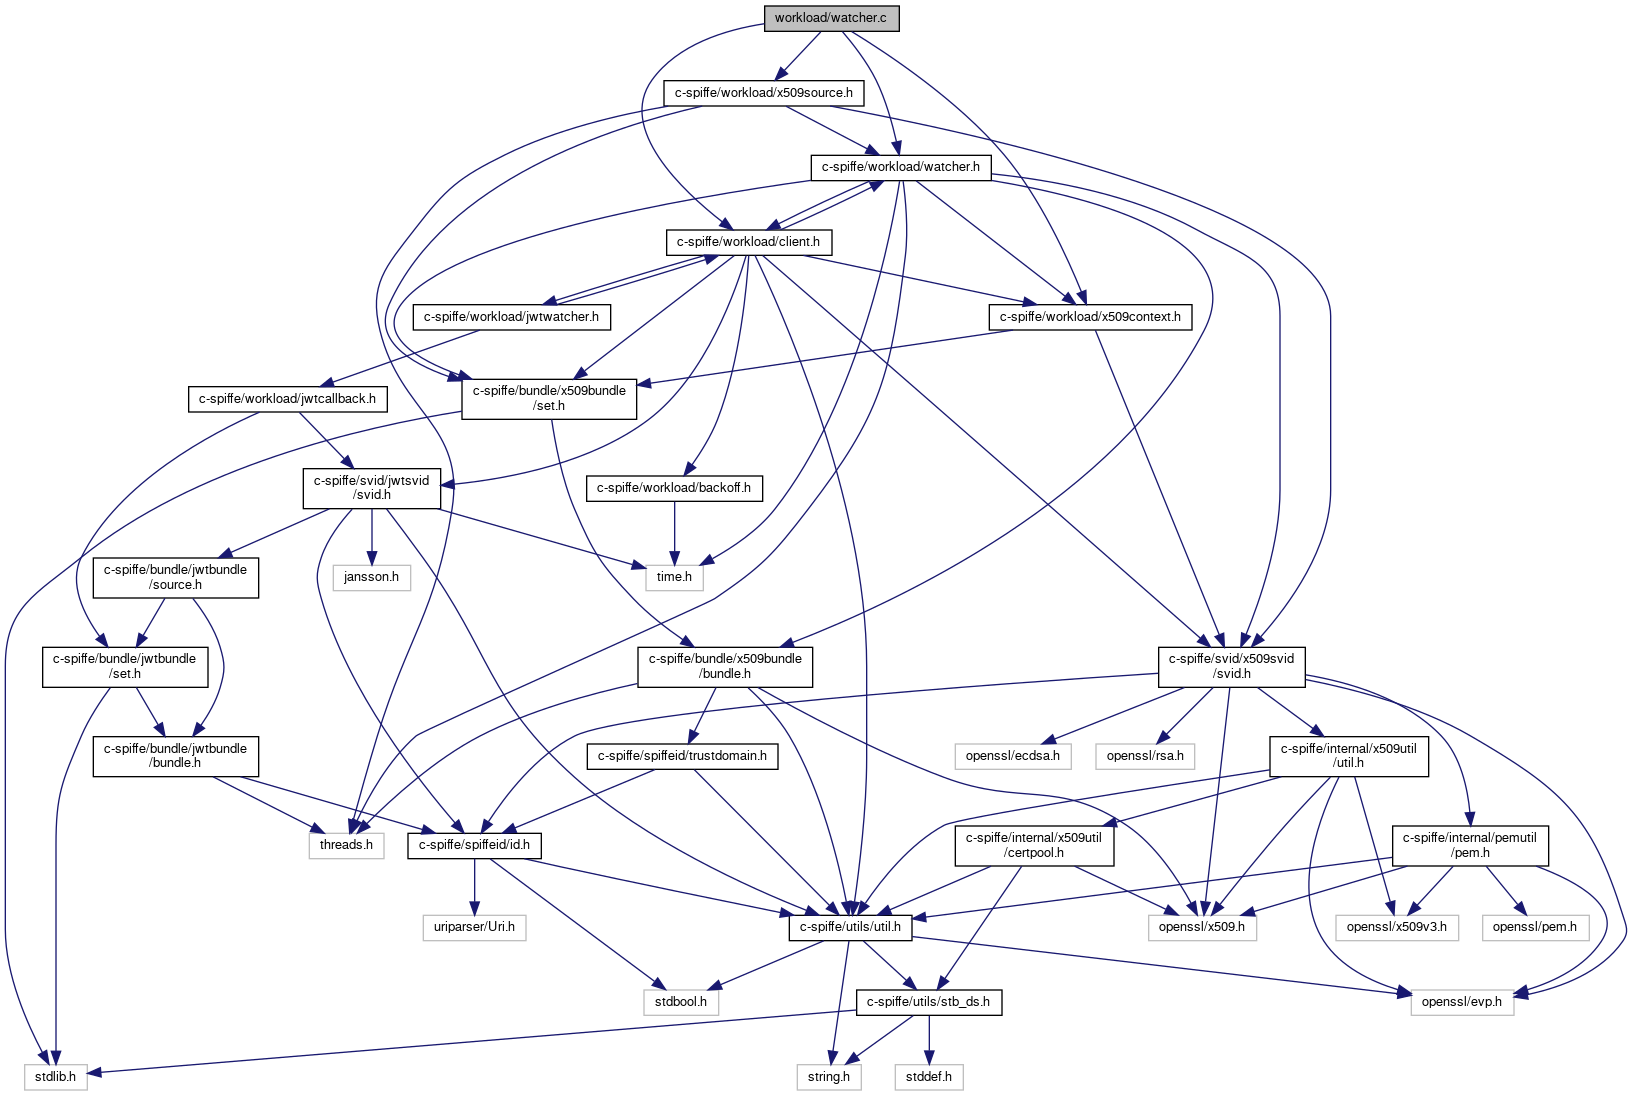 workload/watcher.c
c-spiffe/workload/x509source.h
c-spiffe/workload/watcher.h
c-spiffe/workload/client.h
c-spiffe/workload/jwtwatcher.h
c-spiffe/workload/x509context.h
c-spiffe/workload/jwtcallback.h
c-spiffe/bundle/x509bundle
/set.h
c-spiffe/svid/jwtsvid
/svid.h
c-spiffe/workload/backoff.h
c-spiffe/bundle/jwtbundle
/source.h
jansson.h
time.h
c-spiffe/bundle/jwtbundle
/set.h
c-spiffe/bundle/x509bundle
/bundle.h
c-spiffe/svid/x509svid
/svid.h
c-spiffe/bundle/jwtbundle
/bundle.h
c-spiffe/spiffeid/trustdomain.h
openssl/ecdsa.h
openssl/rsa.h
c-spiffe/internal/x509util
/util.h
threads.h
c-spiffe/spiffeid/id.h
c-spiffe/internal/x509util
/certpool.h
c-spiffe/internal/pemutil
/pem.h
uriparser/Uri.h
c-spiffe/utils/util.h
openssl/x509.h
openssl/x509v3.h
openssl/pem.h
stdbool.h
c-spiffe/utils/stb_ds.h
openssl/evp.h
stdlib.h
string.h
stddef.h